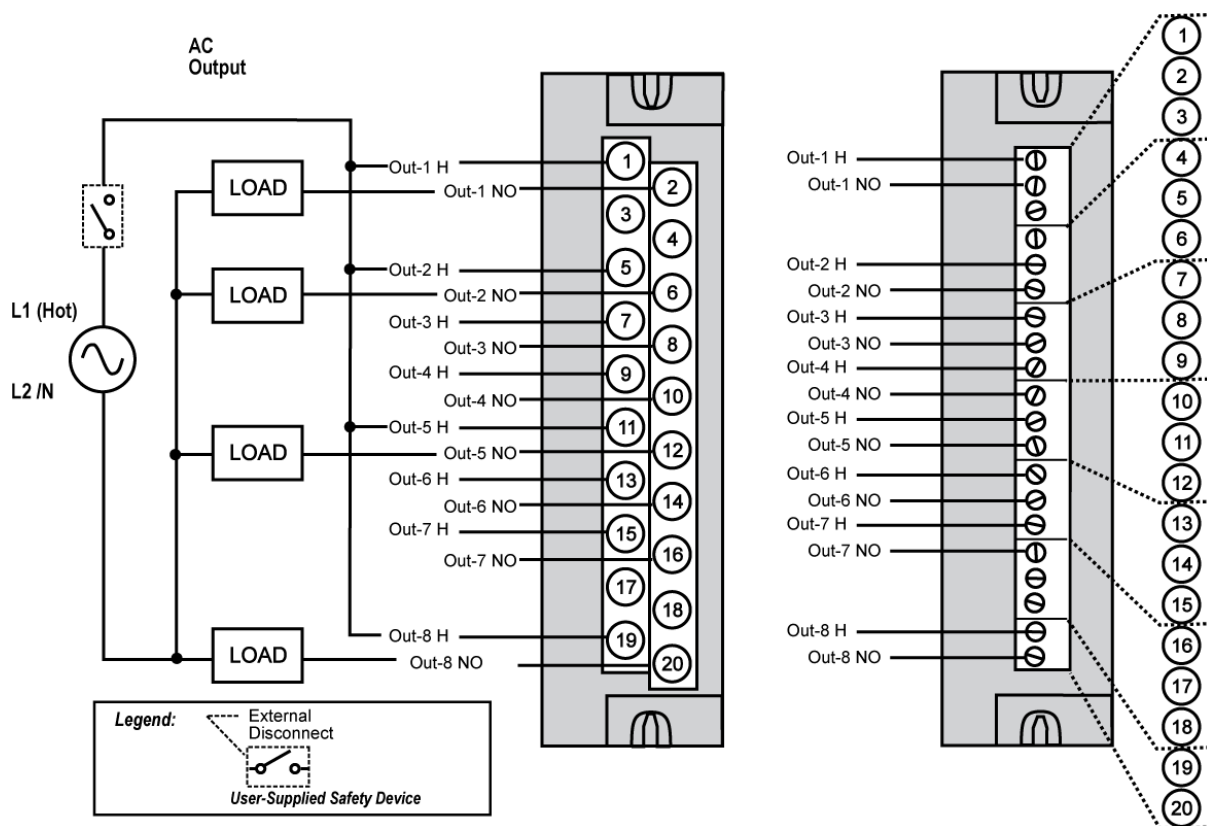 AC
Output
L1 (Hot)
L2 /N
LOAD
LOAD
LOAD
LOAD
Out-1 H
Out-1 NO
Out-2 H
Out-2 NO
Out-3 H
Out-3 NO
Out-4 H
Out-4 NO
Out-5 H
Out-5 NO
Out-6 H
Out-6 NO
Out-7 H
Out-7 NO
Out-8 H
Out-8 NO
1
2
3
4
5
6
7
8
9
10
11
12
13
14
15
16
17
18
19
20
Out-1 H
Out-1 NO
Out-2 H
Out-2 NO
Out-3 H
Out-3 NO
Out-4 H
Out-4 NO
Out-5 H
Out-5 NO
Out-6 H
Out-6 NO
Out-7 H
Out-7 NO
Out-8 H
Out-8 NO
1
2
3
4
5
6
7
8
9
10
11
12
13
14
15
16
17
18
19
20
Legend:
External
Disconnect
User-Supplied Safety Device